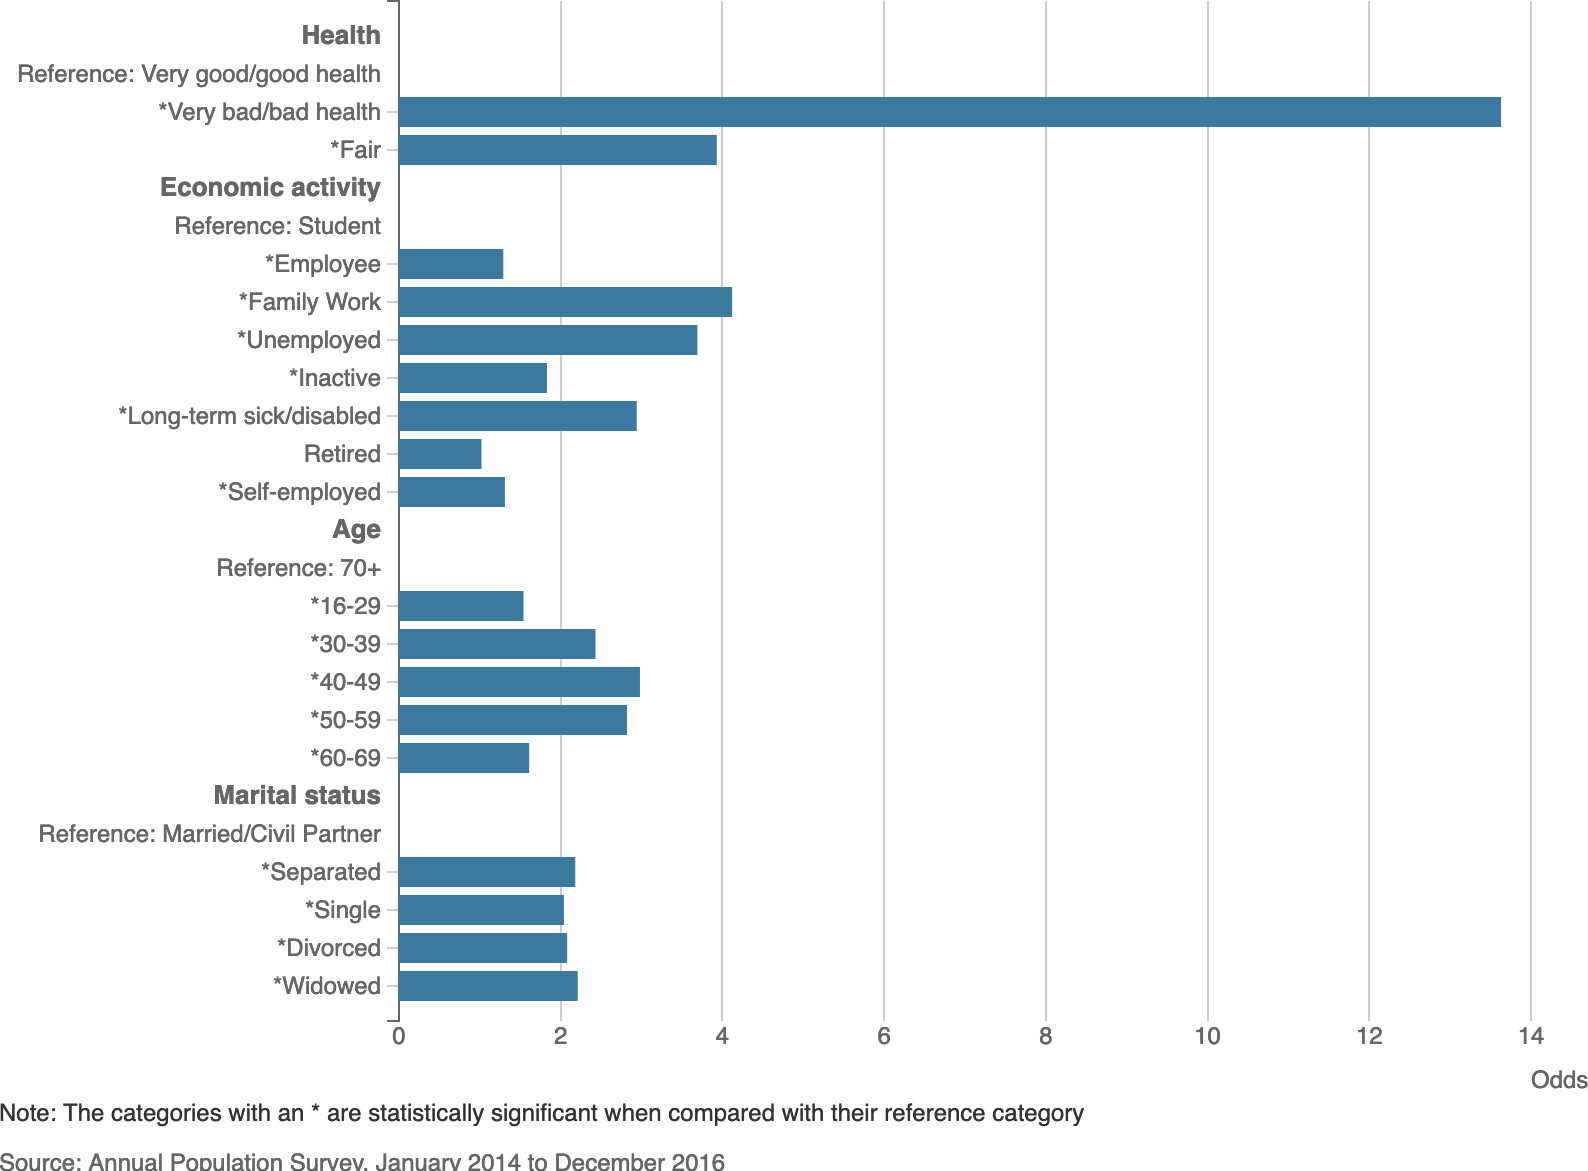 Health
Reference: Very good/good health
*Very bad/bad health
*Fair
Economic activity
Reference: Student
*Employee
*Family Work
*Unemployed
*Inactive
*Long-term sick/disabled
Retired
*Self-employed
Age
Reference: 70+
*16-29
*30-39
*40-49
*50-59
*60-69
Marital status
Reference: Married/Civil Partner
*Separated
*Single
*Divorced
*Widowed
0 2 4 6 8 10 12 14
Odds
Note: The categories with an * are statistically significant when compared with their reference category
Source: Annual Population Survey, January 2014 to December 2016